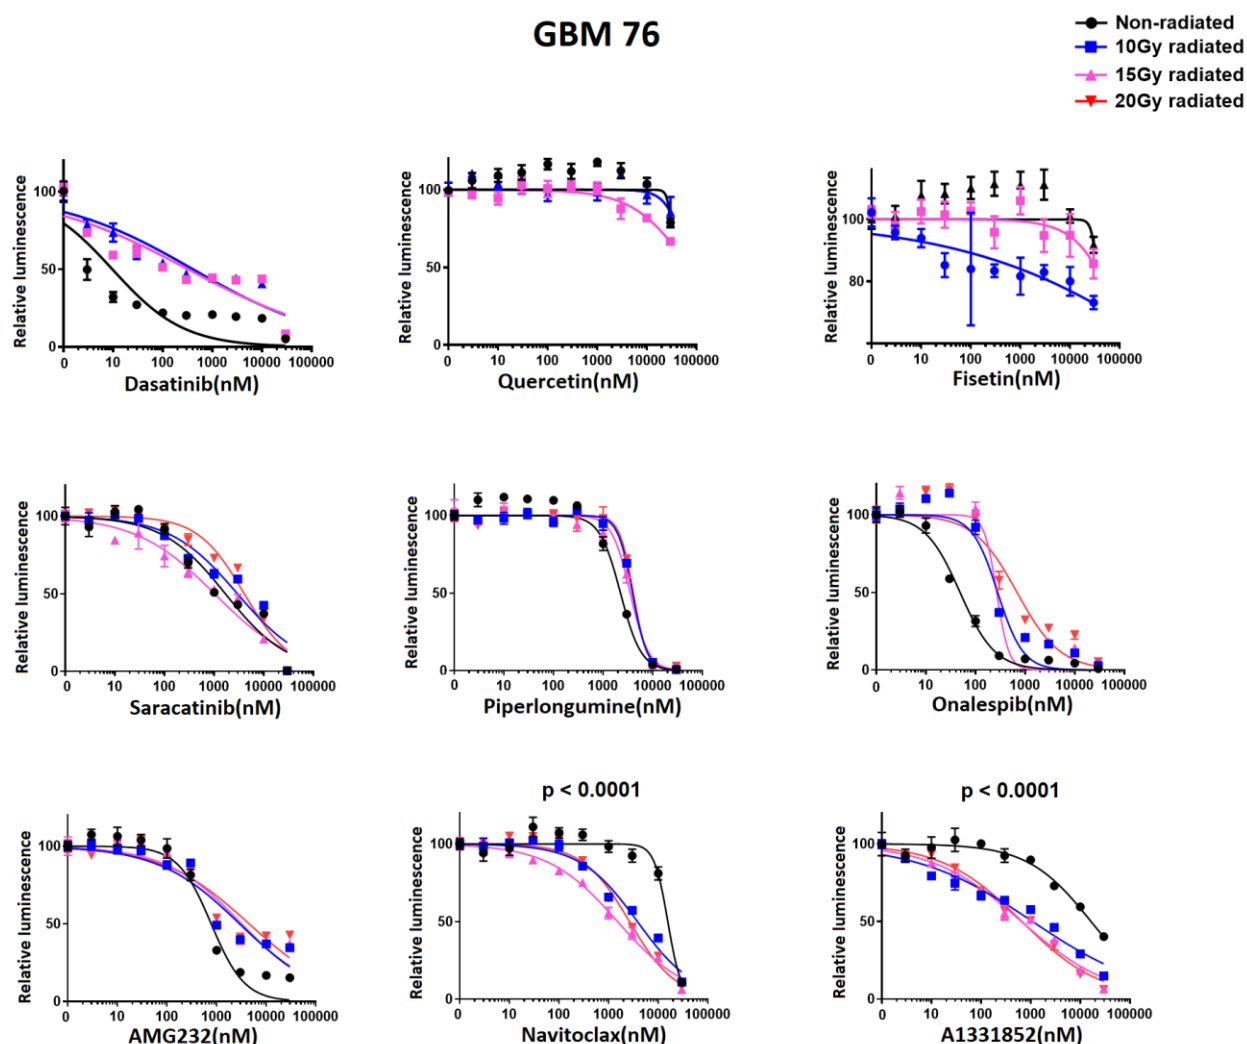 GBM 76
Non-radiated
10Gy radiated
15Gy radiated
20Gy radiated
Relative luminescence
100
50
0
0 10 100 1000 10000 100000
Dasatinib(nM)
Relative luminescence
100
50
0
0 10 100 1000 10000 100000
Quercetin(nM)
Relative luminescence
100
80
0 10 100 1000 10000 100000
Fisetin(nM)
Relative luminescence
100
50
0
0 10 100 1000 10000 100000
Saracatinib(nM)
Relative luminescence
100
50
0
0 10 100 1000 10000 100000
Piperlongumine(nM)
Relative luminescence
100
50
0
0 10 100 1000 10000 100000
Onalespib(nM)
Relative luminescence
100
50
0
0 10 100 1000 10000 100000
AMG232(nM)
p < 0.0001
Relative luminescence
100
50
0
0 10 100 1000 10000 100000
Navitoclax(nM)
p < 0.0001
Relative luminescence
100
50
0
0 10 100 1000 10000 100000
A1331852(nM)